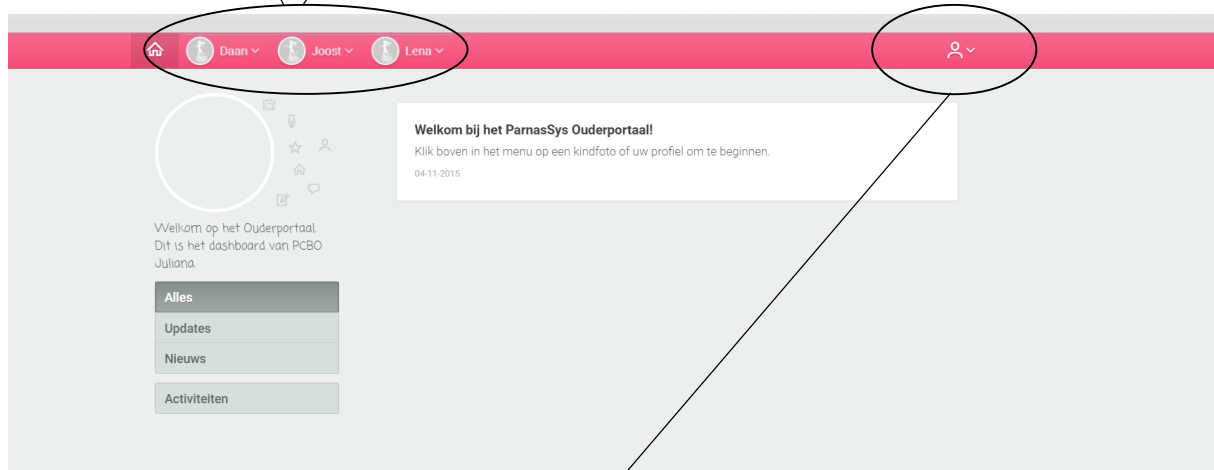 Daan Joost Lena
Welkom bij het ParnasSys Ouderportaal!
Klik boven in het menu op een kindfoto of uw profiel om te beginnen.
04-11-2015
Welkom op het Ouderportaal.
Dit is het dashboard van PCBO
Juliana.
Alles
Updates
Nieuws
Activiteiten